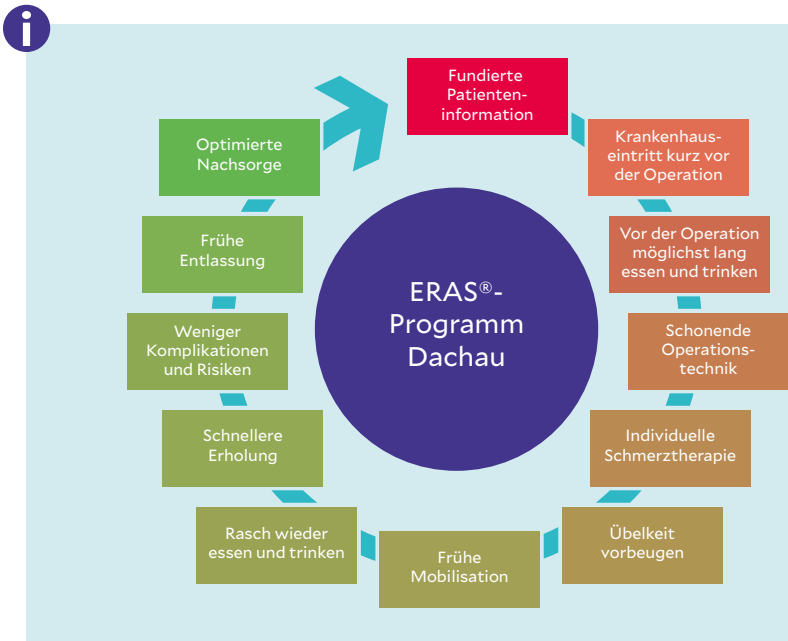 i
Fundierte
Patienten-
information
Krankenhaus-
eintritt kurz vor
der Operation
Vor der Operation
möglichst lang
essen und trinken
Schonende
Operations-
technik
Individuelle
Schmerztherapie
Übelkeit
vorbeugen
Frühe
Mobilisation
Rasch wieder
essen und trinken
Schnellere
Erholung
Weniger
Komplikationen
und Risiken
Frühe
Entlassung
Optimierte
Nachsorge
ERAS®-
Programm
Dachau